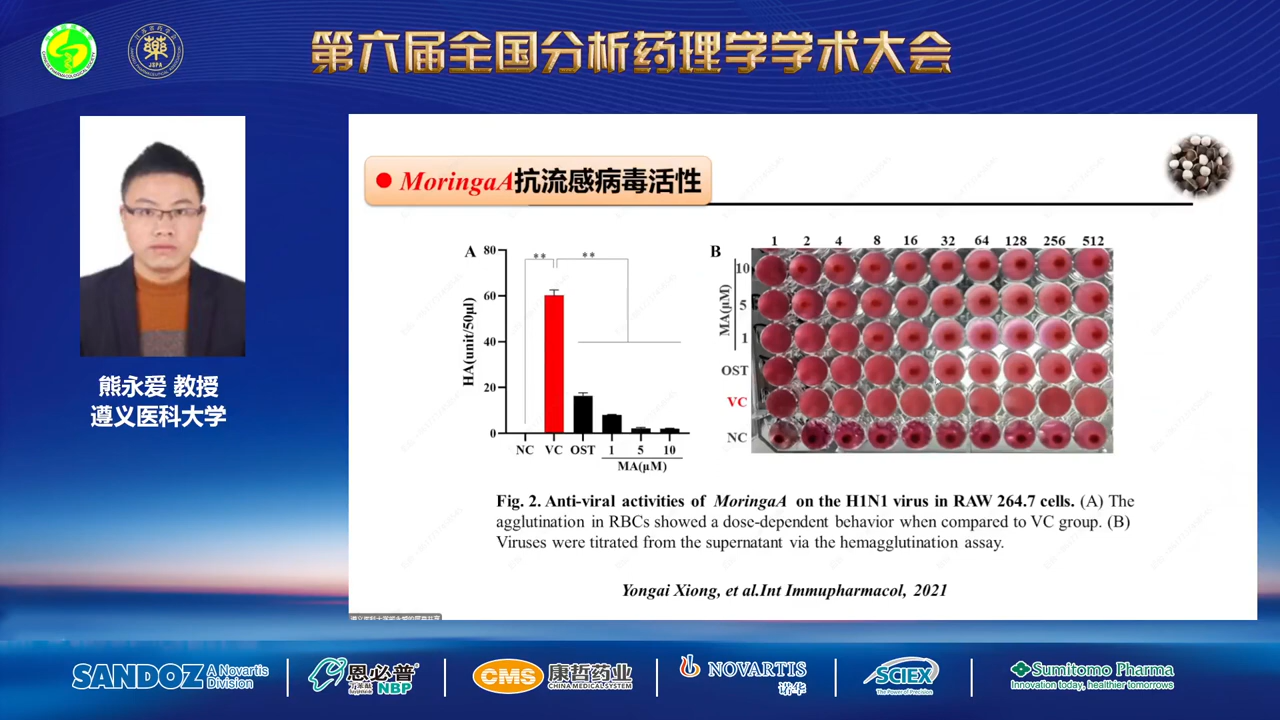 第六届全国分析药理学学术大会
JSPA
熊永爱 教授
遵义医科大学
● MoringaA抗流感病毒活性
A
HA(unit/50μl)
80
60
40
20
0
** **
NC VC OST 1 5 10
MA(μM)
B
1 2 4 8 16 32 64 128 256 512
MA(μM)
10
5
1
OST
VC
NC
Fig. 2. Anti-viral activities of MoringaA on the H1N1 virus in RAW 264.7 cells. (A) The
agglutination in RBCs showed a dose-dependent behavior when compared to VC group. (B)
Viruses were titrated from the supernatant via the hemagglutination assay.
Yongai Xiong, et al.Int Immupharmacol, 2021
SANDOZ A Novartis Division
恩必普 NBP
CMS 康哲药业
CHINA MEDICAL SYSTEM
NOVARTIS
诺华
SCIEX
The Power of Precision
Sumitomo Pharma
Innovation today, healthier tomorrows